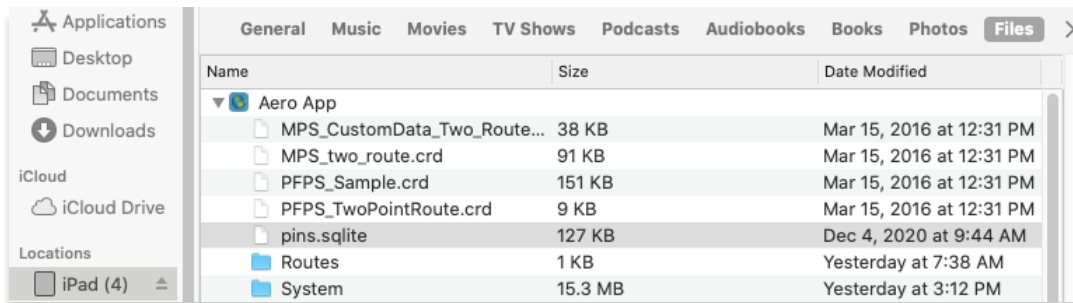 Applications
Desktop
Documents
Downloads
iCloud
iCloud Drive
Locations
iPad (4)
General Music Movies TV Shows Podcasts Audiobooks Books Photos Files
Name Size Date Modified
Aero App
MPS_CustomData_Two_Route... 38 KB Mar 15, 2016 at 12:31 PM
MPS_two_route.crd 91 KB Mar 15, 2016 at 12:31 PM
PFPS_Sample.crd 151 KB Mar 15, 2016 at 12:31 PM
PFPS_TwoPointRoute.crd 9 KB Mar 15, 2016 at 12:31 PM
pins.sqlite 127 KB Dec 4, 2020 at 9:44 AM
Routes 1 KB Yesterday at 7:38 AM
System 15.3 MB Yesterday at 3:12 PM